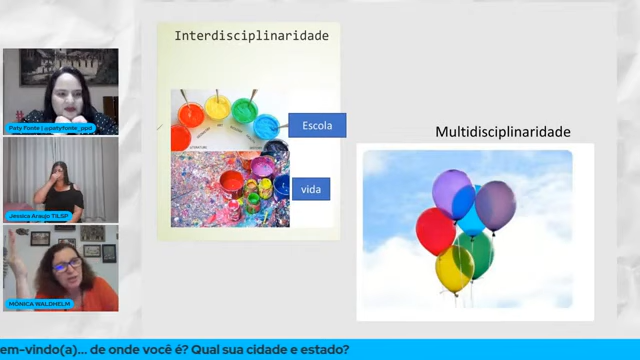 Interdisciplinaridade
Escola
vida
Multidisciplinaridade
Paty Fonte | @patyfonte_ppd
Jessica Araujo TILSP
MÔNICA WALDHELM
em-vindo(a)... de onde você é? Qual sua cidade e estado?